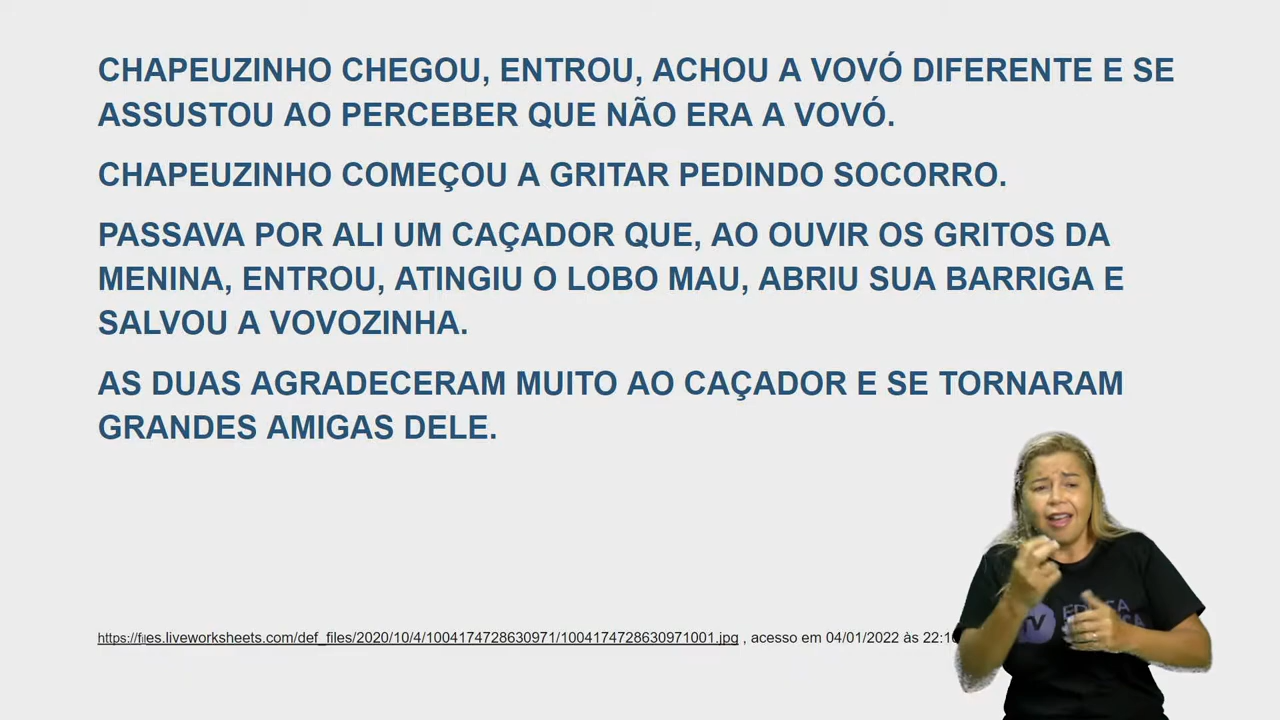 CHAPEUZINHO CHEGOU, ENTROU, ACHOU A VOVÓ DIFERENTE E SE
ASSUSTOU AO PERCEBER QUE NÃO ERA A VOVÓ.
CHAPEUZINHO COMEÇOU A GRITAR PEDINDO SOCORRO.
PASSAVA POR ALI UM CAÇADOR QUE, AO OUVIR OS GRITOS DA
MENINA, ENTROU, ATINGIU O LOBO MAU, ABRIU SUA BARRIGA E
SALVOU A VOVOZINHA.
AS DUAS AGRADECERAM MUITO AO CAÇADOR E SE TORNARAM
GRANDES AMIGAS DELE.
https://files.liveworksheets.com/def_files/2020/10/4/1004174728630971/1004174728630971001.jpg , acesso em 04/01/2022 às
TV